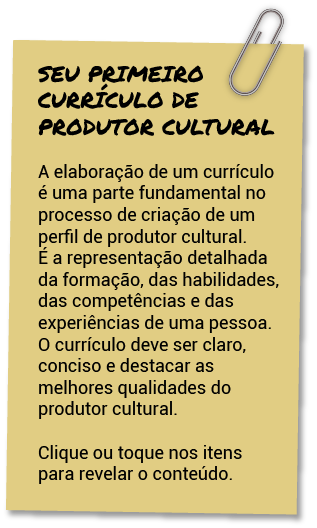 SEU PRIMEIRO
CURRÍCULO DE
PRODUTOR CULTURAL
A elaboração de um currículo
é uma parte fundamental no
processo de criação de um
perfil de produtor cultural.
É a representação detalhada
da formação, das habilidades,
das competências e das
experiências de uma pessoa.
O currículo deve ser claro,
conciso e destacar as
melhores qualidades do
produtor cultural.
Clique ou toque nos itens
para revelar o conteúdo.